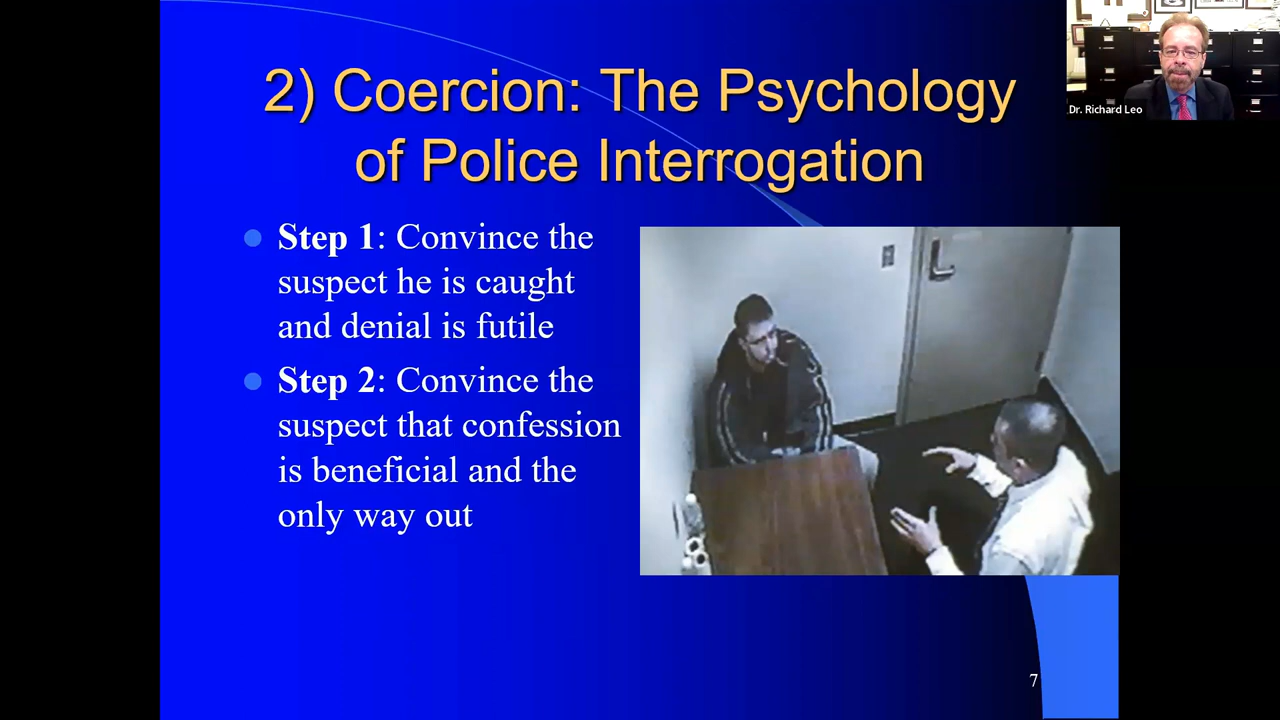 2) Coercion: The Psychology
of Police Interrogation
Dr. Richard Leo
Step 1: Convince the
suspect he is caught
and denial is futile
Step 2: Convince the
suspect that confession
is beneficial and the
only way out
7